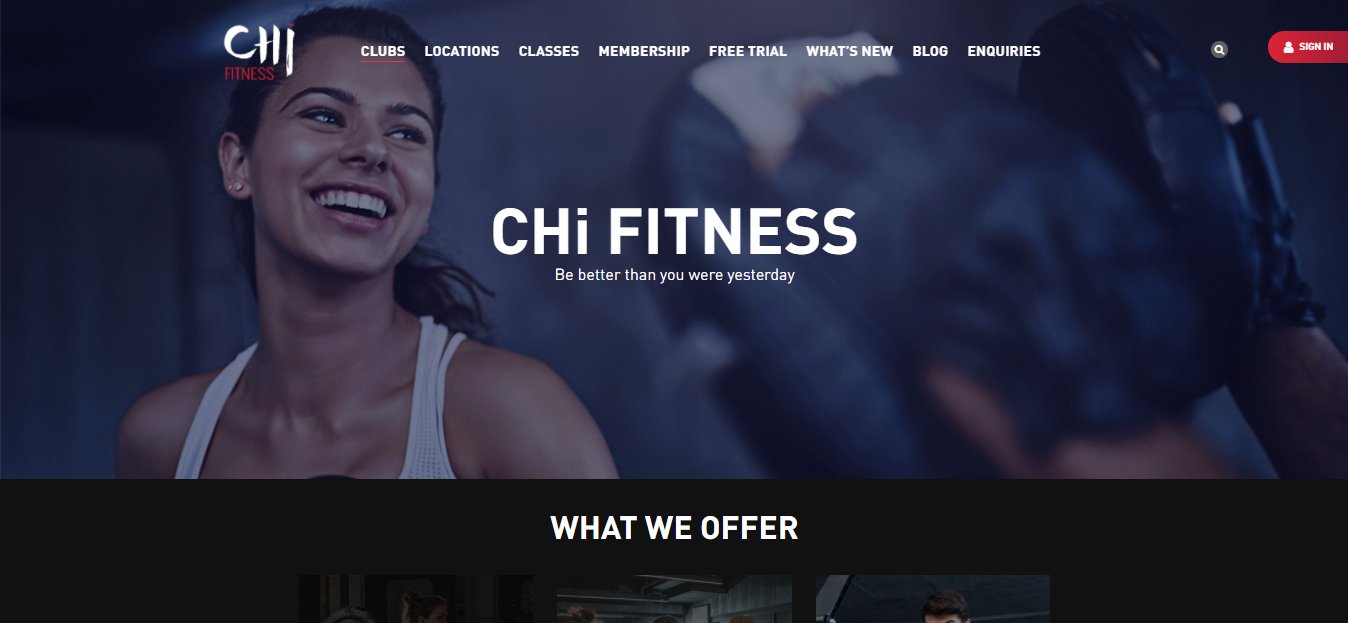 CHi
FITNESS
CLUBS LOCATIONS CLASSES MEMBERSHIP FREE TRIAL WHAT'S NEW BLOG ENQUIRIES
SIGN IN
CHi FITNESS
Be better than you were yesterday
WHAT WE OFFER